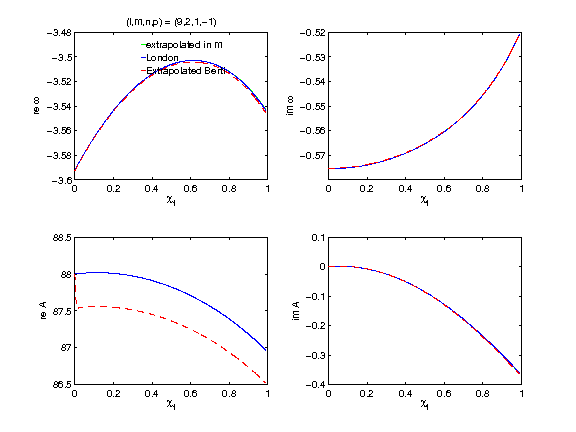 (l,m,n,p) = (9,2,1,−1)
−3.48
−3.5
−3.52
−3.54
−3.56
−3.58
−3.6
re ω
0 0.2 0.4 0.6 0.8 1
χf
extrapolated in m
London
Extrapolated Berti
−0.52
−0.53
−0.54
−0.55
−0.56
−0.57
im ω
0 0.2 0.4 0.6 0.8 1
χf
88.5
88
87.5
87
86.5
re A
0 0.2 0.4 0.6 0.8 1
χf
0.1
0
−0.1
−0.2
−0.3
−0.4
im A
0 0.2 0.4 0.6 0.8 1
χf